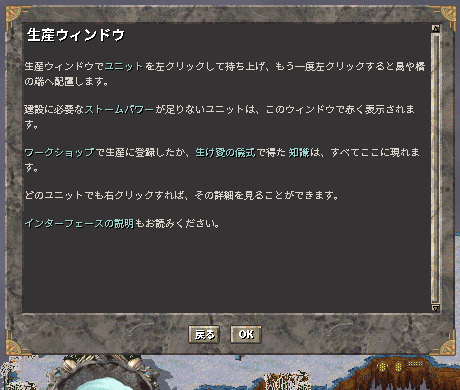 生産ウィンドウ
生産ウィンドウでユニットを左クリックして持ち上げ、もう一度左クリックすると島や橋
の端へ配置します。
建設に必要なストームパワーが足りないユニットは、このウィンドウで赤く表示されま
す。
ワークショップで生産に登録したか、生け贄の儀式で得た知識は、すべてここに現れま
す。
どのユニットでも右クリックすれば、その詳細を見ることができます。
インターフェースの説明もお読みください。
戻る OK